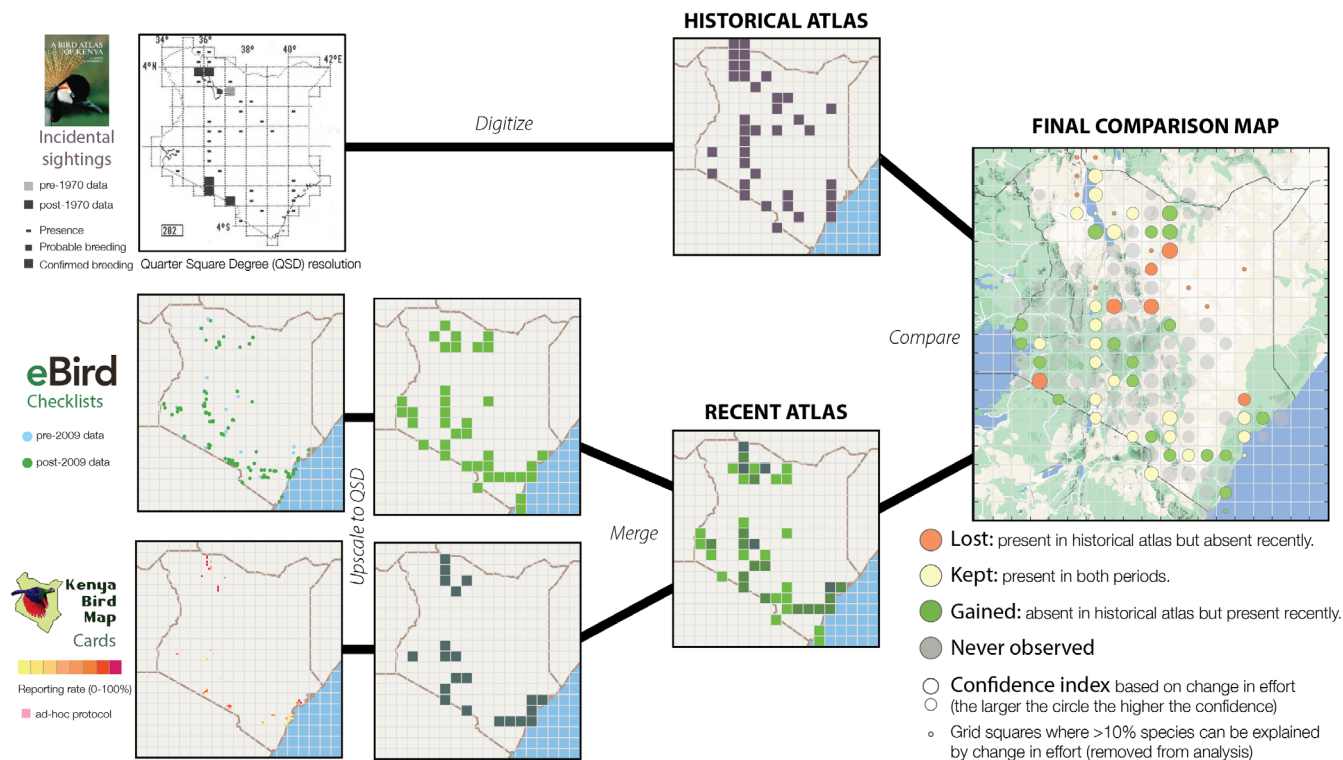 HISTORICAL ATLAS
A BIRD ATLAS
OF KENYA
34° 36° 38° 40° 42°E
4°N
4°S
282
Incidental
sightings
pre-1970 data
post-1970 data
Presence
Probable breeding
Confirmed breeding
Quarter Square Degree (QSD) resolution
Digitize
FINAL COMPARISON MAP
Compare
eBird
Checklists
pre-2009 data
post-2009 data
Upscale to QSD
RECENT ATLAS
Merge
Kenya
Bird
Map
Cards
Reporting rate (0-100%)
ad-hoc protocol
Lost: present in historical atlas but absent recently.
Kept: present in both periods.
Gained: absent in historical atlas but present recently.
Never observed
Confidence index based on change in effort
(the larger the circle the higher the confidence)
Grid squares where >10% species can be explained
by change in effort (removed from analysis)